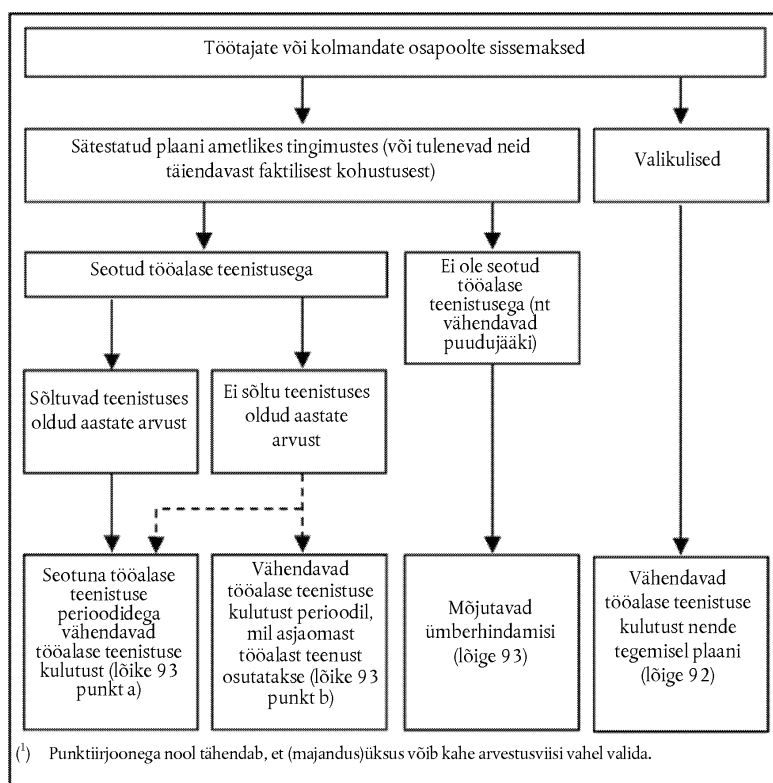 Töötajate või kolmandate osapoolte sissemaksed
Sätestatud plaani ametlikes tingimustes (või tulenevad neid
täiendavast faktilisest kohustusest)
Valikulised
Seotud tööalase teenistusega
Ei ole seotud
tööalase
teenistusega (nt
vähendavad
puudujääki)
Sõltuvad teenistuses
oldud aastate arvust
Ei sõltu teenistuses
oldud aastate
arvust
Seotuna tööalase
teenistuse
perioodidega
vähendavad
tööalase teenistuse
kulutust (lõike 93
punkt a)
Vähendavad
tööalase teenistuse
kulutust perioodil,
mil asjaomast
tööalast teenust
osutatakse (lõike 93
punkt b)
Mõjutavad
ümberhindamisi
(lõige 93)
Vähendavad
tööalase teenistuse
kulutust nende
tegemisel plaani
(lõige 92)
(¹) Punktiirjoonega nool tähendab, et (majandus)üksus võib kahe arvestusviisi vahel valida.